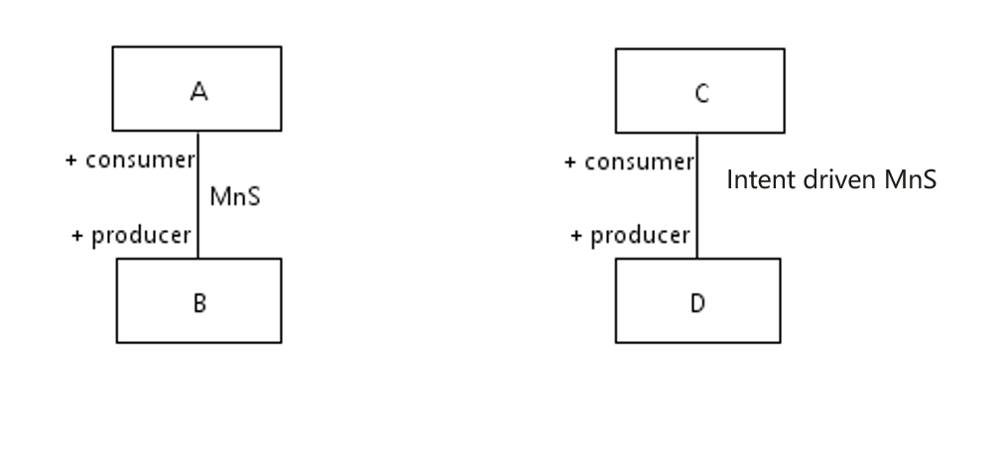 A
+ consumer
MnS
+ producer
B
C
+ consumer
Intent driven MnS
+ producer
D